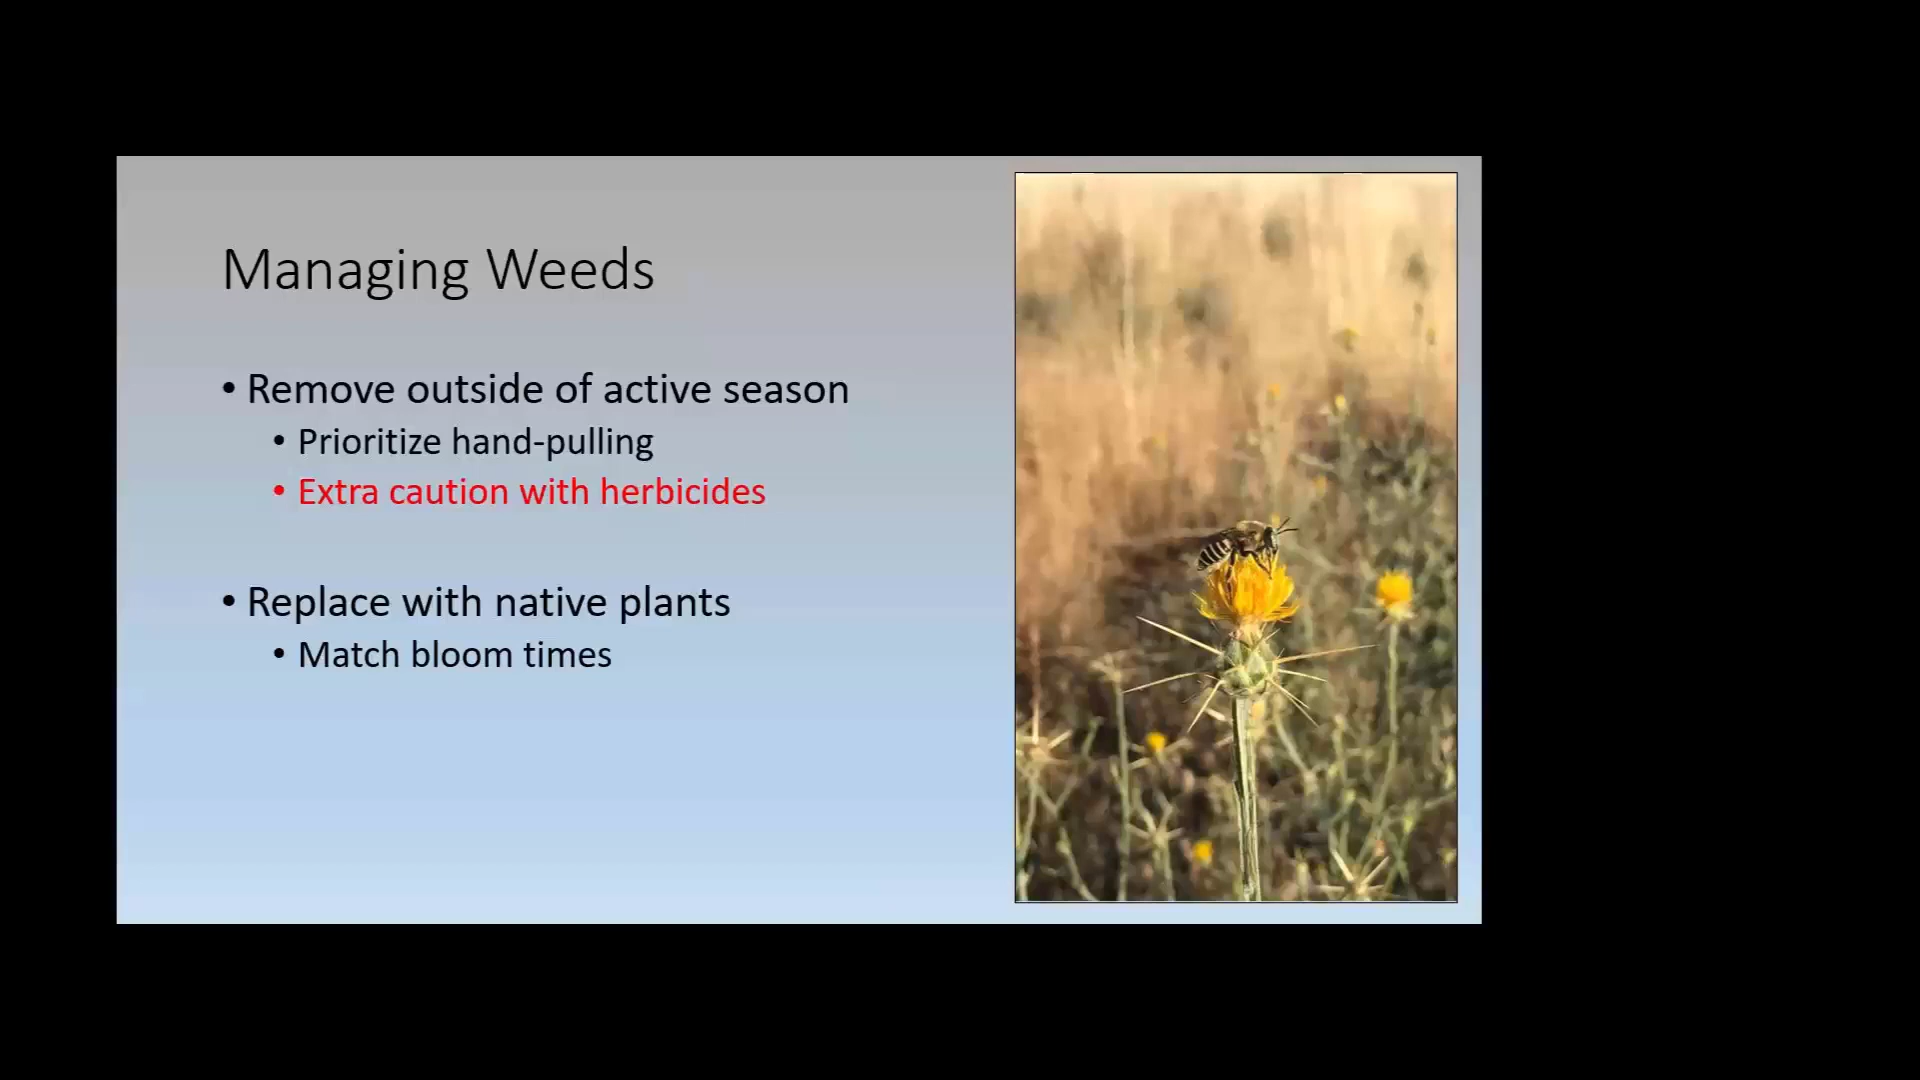 Managing Weeds
• Remove outside of active season
• Prioritize hand-pulling
• Extra caution with herbicides
• Replace with native plants
• Match bloom times